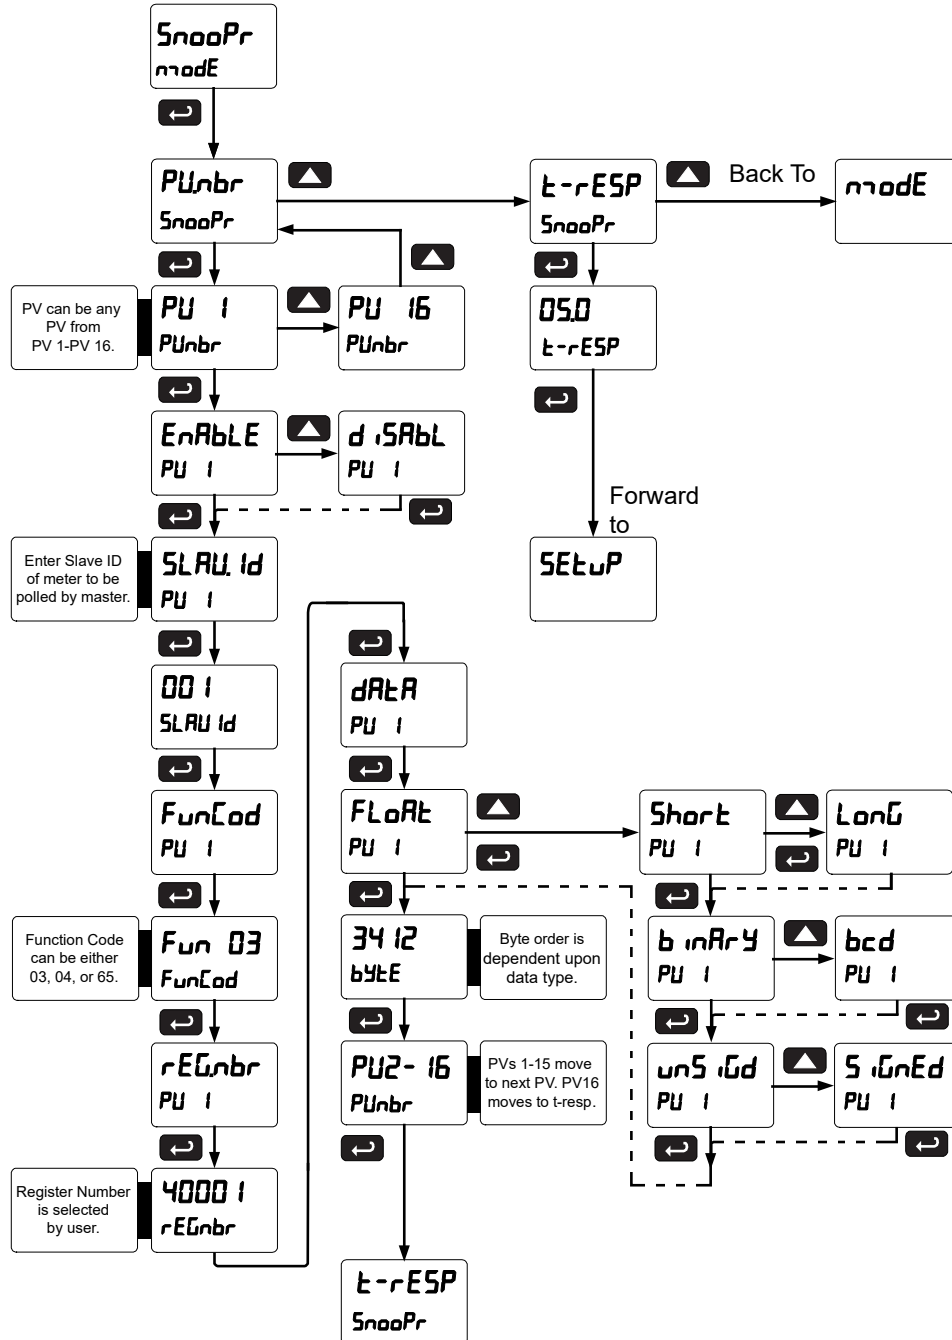 SnooPr
modE
PV.nbr
SnooPr
t-rESP
SnooPr
Back To
modE
PV can be any
PV from
PV 1-PV 16.
PV 1
PVnbr
PV 16
PVnbr
05.0
t-rESP
EnAbLE
PV 1
diSAbL
PV 1
Forward
to
SEtuP
Enter Slave ID
of meter to be
polled by master.
SLAV.Id
PV 1
001
SLAV Id
dAtA
PV 1
FunCod
PV 1
FLoAt
PV 1
Short
PV 1
LonG
PV 1
Function Code
can be either
03, 04, or 65.
Fun 03
FunCod
3412
bytE
Byte order is
dependent upon
data type.
binAry
PV 1
bcd
PV 1
rEG.nbr
PV 1
PV2-16
PVnbr
PVs 1-15 move
to next PV. PV16
moves to t-resp.
unSiGd
PV 1
SiGnEd
PV 1
Register Number
is selected
by user.
40001
rEGnbr
t-rESP
SnooPr